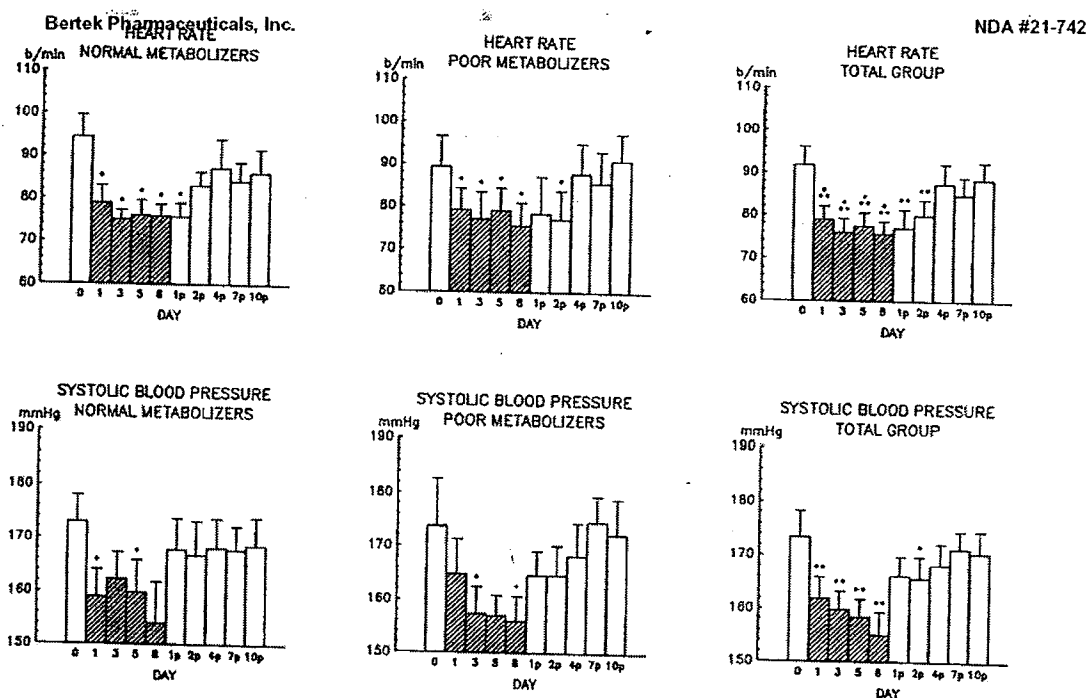 Bertek Pharmaceuticals, Inc.
NDA #21-742
HEART RATE
NORMAL METABOLIZERS
b/min
110
100
90
80
70
60
0 1 3 5 8 1p 2p 4p 7p 10p
DAY
HEART RATE
POOR METABOLIZERS
b/min
110
100
90
80
70
60
0 1 3 5 8 1p 2p 4p 7p 10p
DAY
HEART RATE
TOTAL GROUP
b/min
110
100
90
80
70
60
0 1 3 5 8 1p 2p 4p 7p 10p
DAY
SYSTOLIC BLOOD PRESSURE
NORMAL METABOLIZERS
mmHg
190
180
170
160
150
0 1 3 5 8 1p 2p 4p 7p 10p
DAY
SYSTOLIC BLOOD PRESSURE
POOR METABOLIZERS
mmHg
190
180
170
160
150
0 1 3 5 8 1p 2p 4p 7p 10p
DAY
SYSTOLIC BLOOD PRESSURE
TOTAL GROUP
mmHg
190
180
170
160
150
0 1 3 5 8 1p 2p 4p 7p 10p
DAY